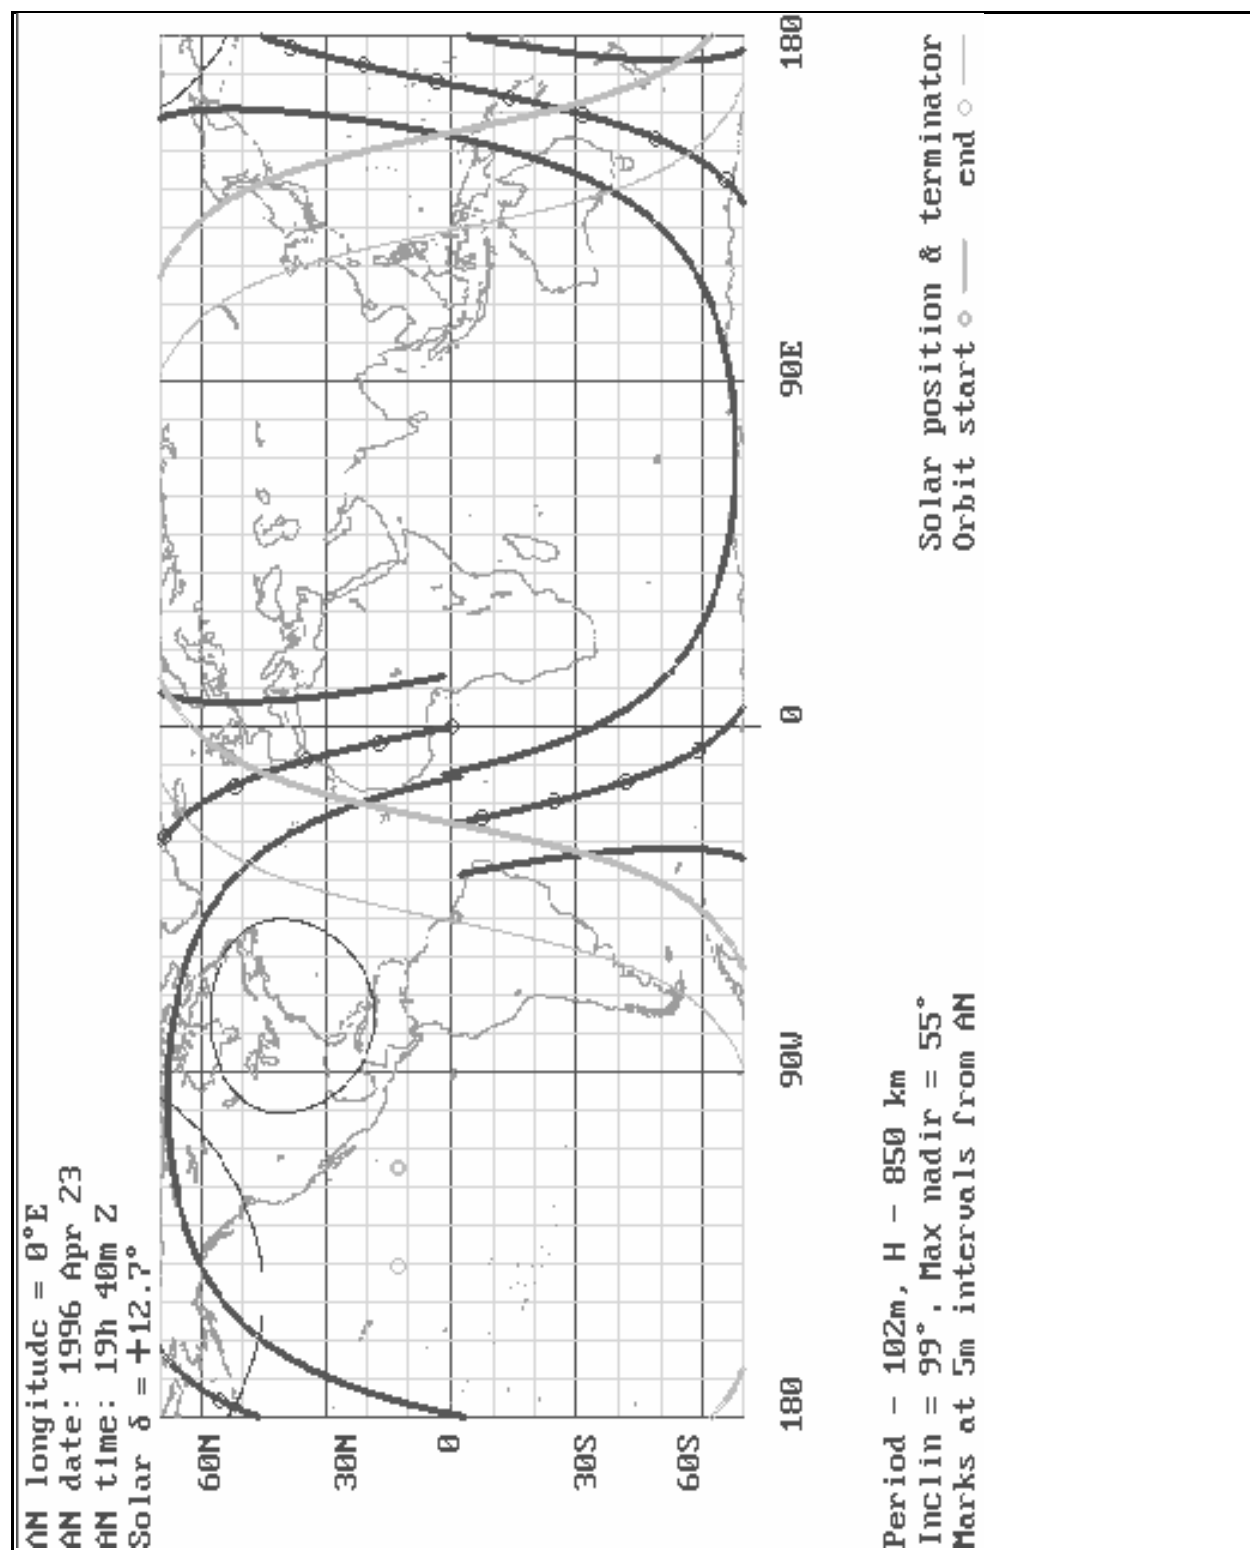 AN longitude = 0°E
AN date: 1996 Apr 23
AN time: 19h 40m Z
Solar δ = +12.7°
60N
30N
0
30S
60S
180 90W 0 90E 180
Period = 102m, H = 850 km
Inclin = 99°, Max nadir = 55° Solar position & terminator
Marks at 5m intervals from AN Orbit start end